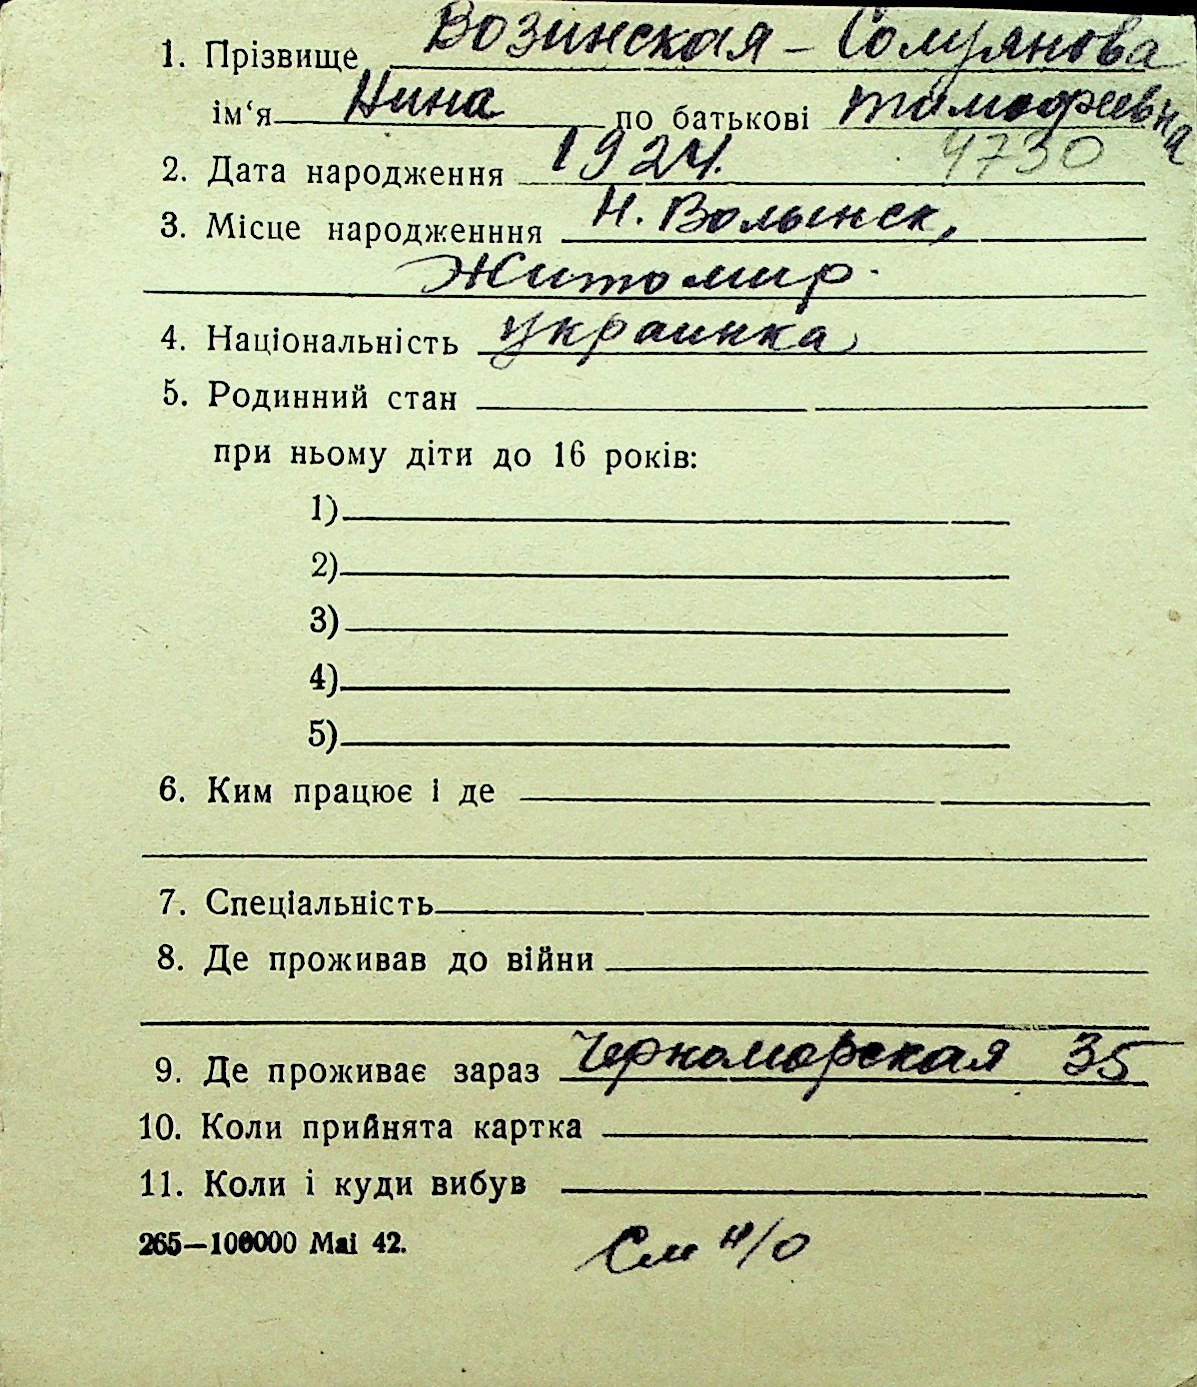 1. Прізвище Возинская - Солуянова
ім‘я Нина по батькові тимофеевна
2. Дата народження 1924. 4730
3. Місце народженння Н. Волынск,
Житомир.
4. Національність украинка
5. Родинний стан
при ньому діти до 16 років:
1)
2)
3)
4)
5)
6. Ким працює і де
7. Спеціальність
8. Де проживав до війни
9. Де проживає зараз Черноморская 35
10. Коли прийнята картка
11. Коли і куди вибув
265—100000 Mai 42.
См н/о